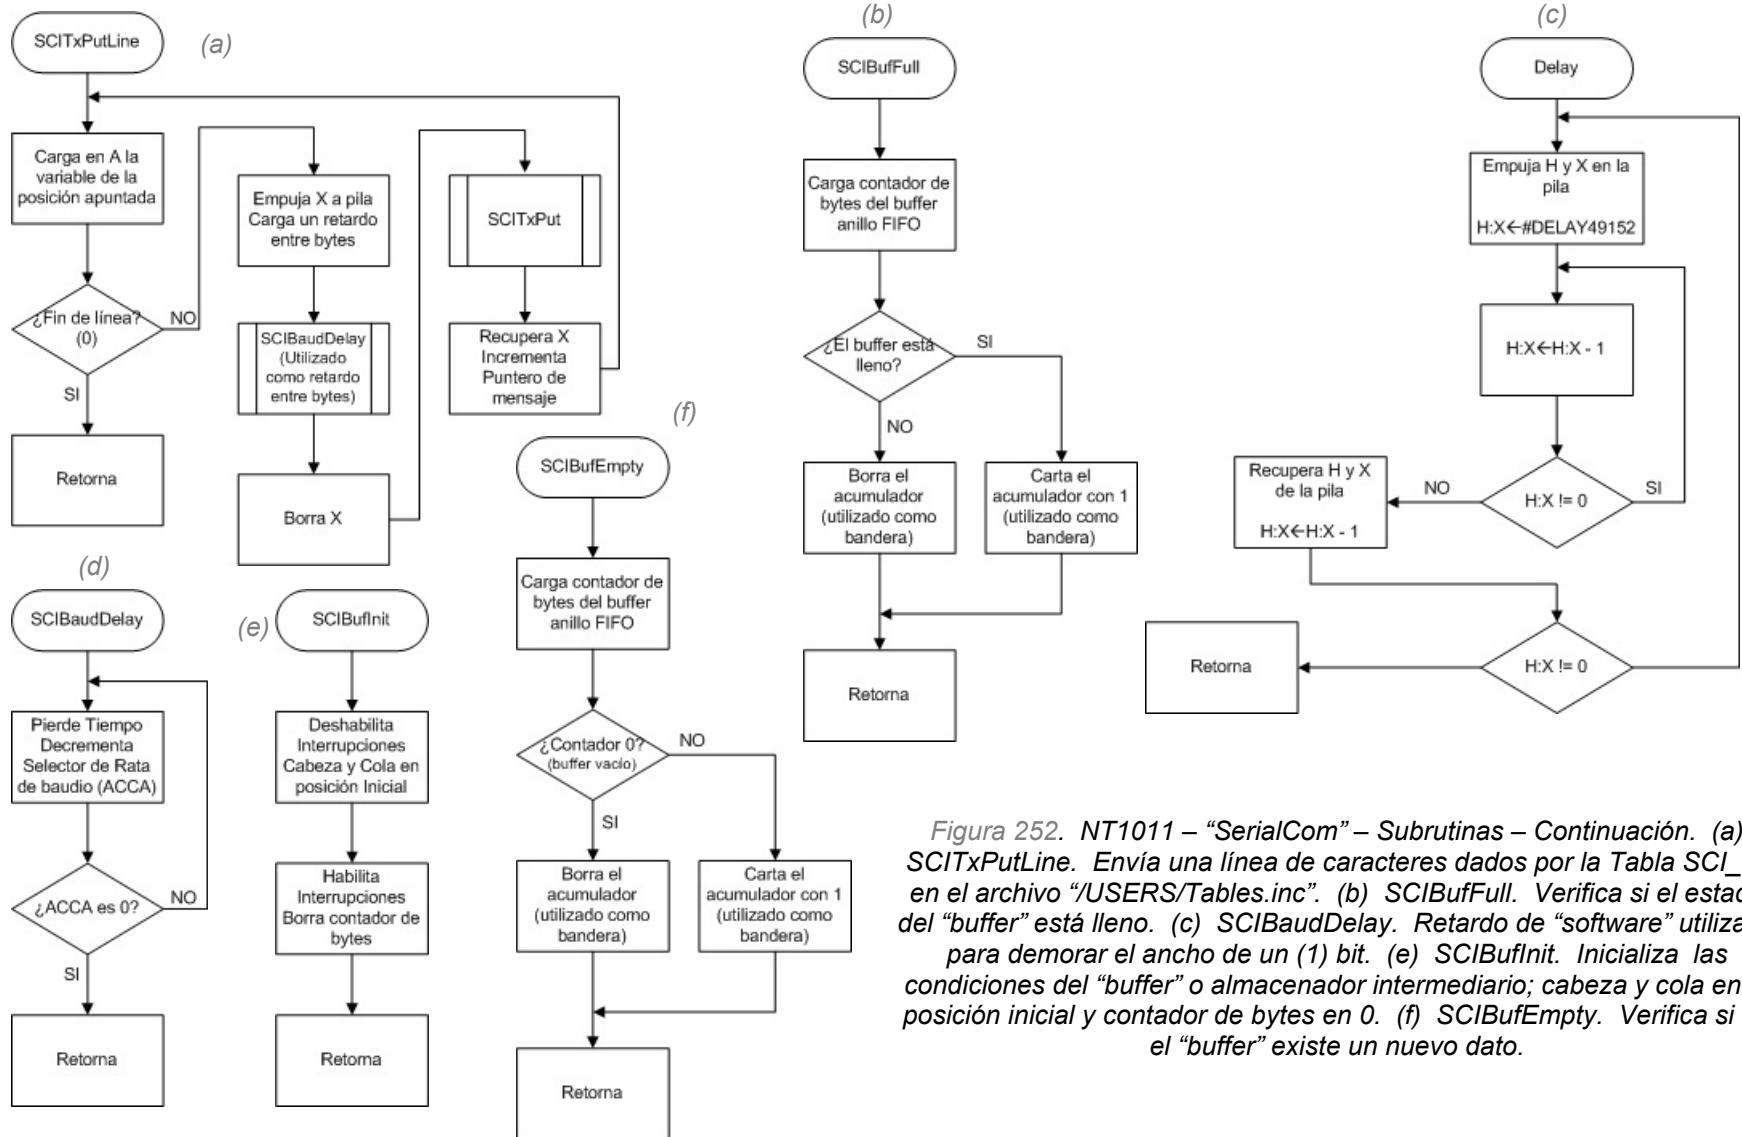 (a)
SCITxPutLine
Carga en A la
variable de la
posición apuntada
¿Fin de línea?
(0)
NO
SI
Retorna
Empuja X a pila
Carga un retardo
entre bytes
SCIBaudDelay
(Utilizado
como retardo
entre bytes)
Borra X
SCITxPut
Recupera X
Incrementa
Puntero de
mensaje
(b)
SCIBufFull
Carga contador de
bytes del buffer
anillo FIFO
¿El buffer está
lleno?
SI
NO
Borra el
acumulador
(utilizado como
bandera)
Carta el
acumulador con 1
(utilizado como
bandera)
Retorna
(c)
Delay
Empuja H y X en la
pila
H:X←#DELAY49152
H:X←H:X - 1
H:X != 0
NO
SI
Recupera H y X
de la pila
H:X←H:X - 1
H:X != 0
Retorna
(d)
SCIBaudDelay
Pierde Tiempo
Decrementa
Selector de Rata
de baudio (ACCA)
¿ACCA es 0?
NO
SI
Retorna
(e)
SCIBufInit
Deshabilita
Interrupciones
Cabeza y Cola en
posición Inicial
Habilita
Interrupciones
Borra contador de
bytes
Retorna
(f)
SCIBufEmpty
Carga contador de
bytes del buffer
anillo FIFO
¿Contador 0?
(buffer vacío)
NO
SI
Borra el
acumulador
(utilizado como
bandera)
Carta el
acumulador con 1
(utilizado como
bandera)
Retorna
Figura 252. NT1011 – “SerialCom” – Subrutinas – Continuación. (a)
SCITxPutLine. Envía una línea de caracteres dados por la Tabla SCI_
en el archivo “/USERS/Tables.inc”. (b) SCIBufFull. Verifica si el estad
del “buffer” está lleno. (c) SCIBaudDelay. Retardo de “software” utiliza
para demorar el ancho de un (1) bit. (e) SCIBufInit. Inicializa las
condiciones del “buffer” o almacenador intermediario; cabeza y cola en
posición inicial y contador de bytes en 0. (f) SCIBufEmpty. Verifica si
el “buffer” existe un nuevo dato.